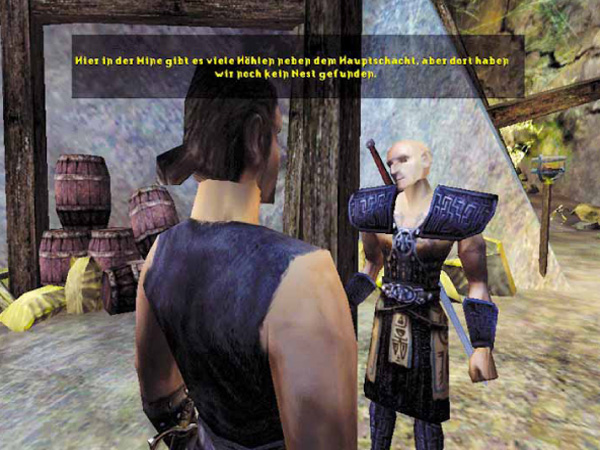 Hier in der Mine gibt es viele Höhlen neben dem Hauptschacht, aber dort haben
wir noch kein Nest gefunden.